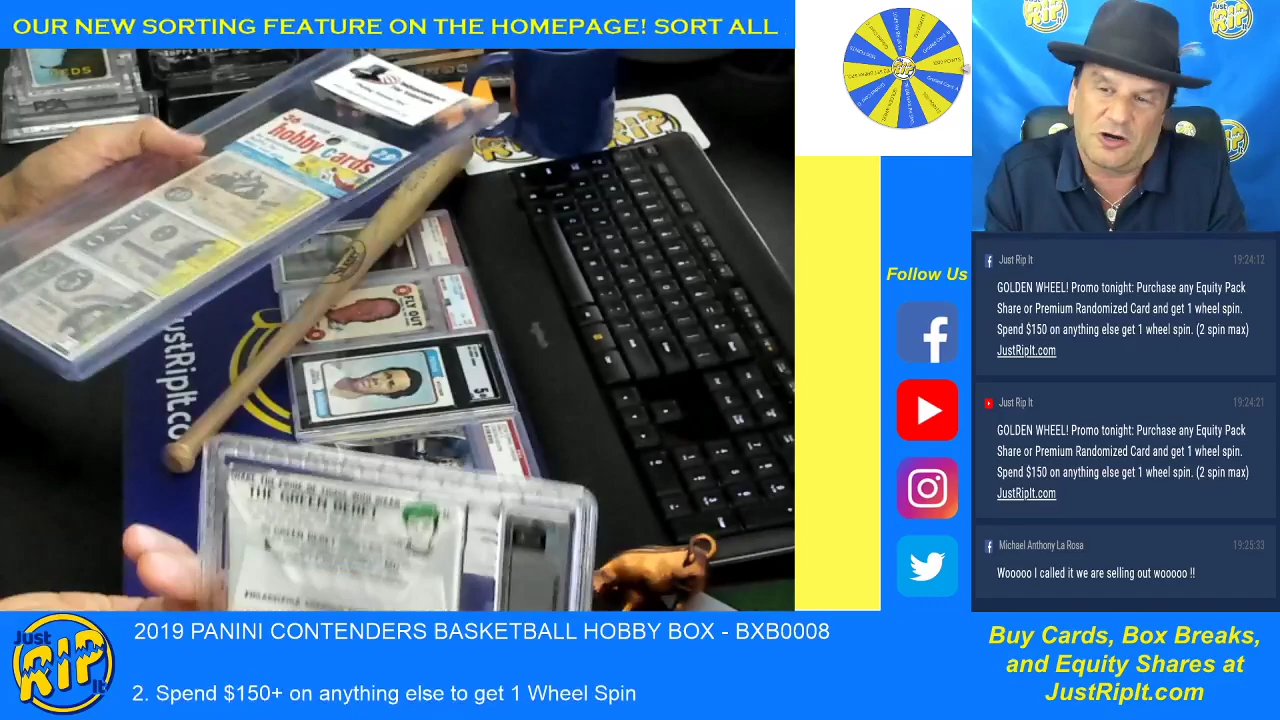 OUR NEW SORTING FEATURE ON THE HOMEPAGE! SORT ALL
hobby Cards
JustRipIt.co
FLY OUT
THE GREEN BERET
Follow Us
Just Rip It
19:24:12
GOLDEN WHEEL! Promo tonight: Purchase any Equity Pack
Share or Premium Randomized Card and get 1 wheel spin.
Spend $150 on anything else get 1 wheel spin. (2 spin max)
JustRipIt.com
Just Rip It
19:24:21
GOLDEN WHEEL! Promo tonight: Purchase any Equity Pack
Share or Premium Randomized Card and get 1 wheel spin.
Spend $150 on anything else get 1 wheel spin. (2 spin max)
JustRipIt.com
Michael Anthony La Rosa
19:25:33
Wooooo I called it we are selling out wooooo !!
Just
RIP
It
2019 PANINI CONTENDERS BASKETBALL HOBBY BOX - BXB0008
2. Spend $150+ on anything else to get 1 Wheel Spin
Buy Cards, Box Breaks,
and Equity Shares at
JustRipIt.com